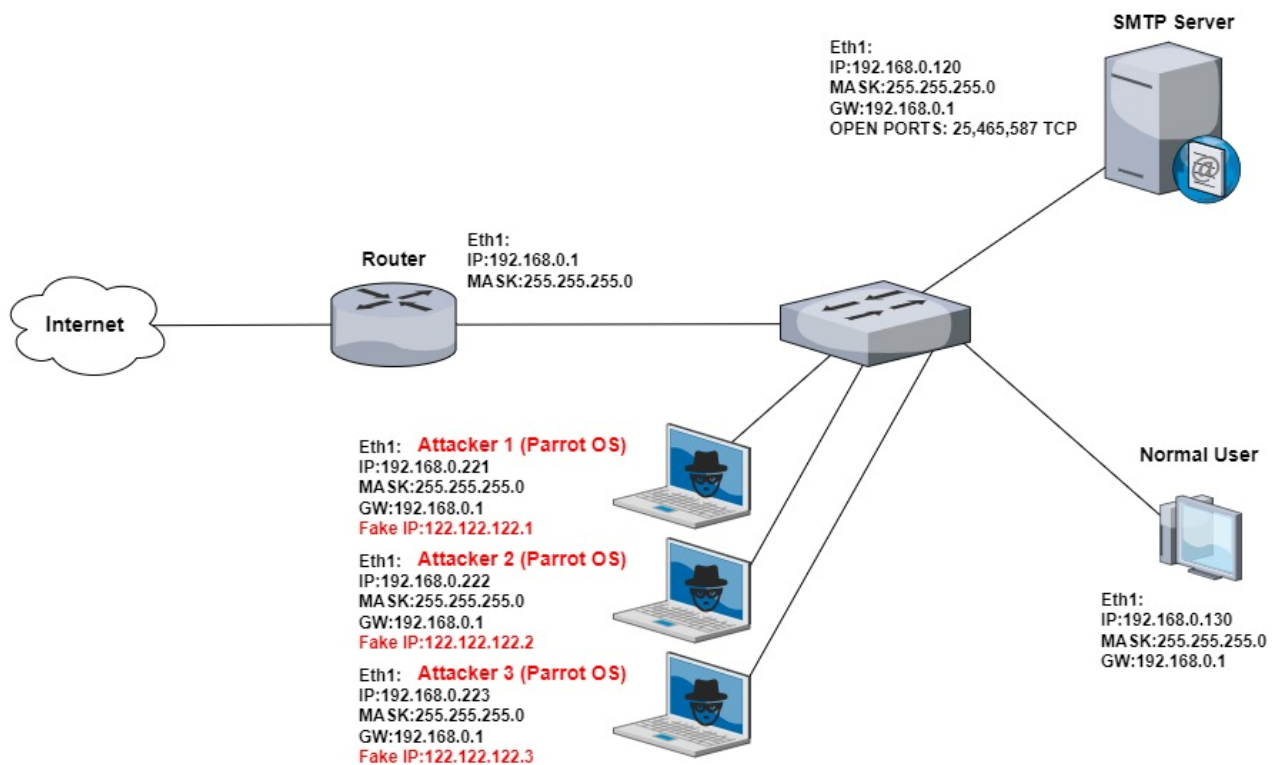 SMTP Server
Eth1:
IP:192.168.0.120
MASK:255.255.255.0
GW:192.168.0.1
OPEN PORTS: 25,465,587 TCP
Eth1:
IP:192.168.0.1
MASK:255.255.255.0
Router
Internet
Eth1: Attacker 1 (Parrot OS)
IP:192.168.0.221
MASK:255.255.255.0
GW:192.168.0.1
Fake IP:122.122.122.1
Eth1: Attacker 2 (Parrot OS)
IP:192.168.0.222
MASK:255.255.255.0
GW:192.168.0.1
Fake IP:122.122.122.2
Eth1: Attacker 3 (Parrot OS)
IP:192.168.0.223
MASK:255.255.255.0
GW:192.168.0.1
Fake IP:122.122.122.3
Normal User
Eth1:
IP:192.168.0.130
MASK:255.255.255.0
GW:192.168.0.1